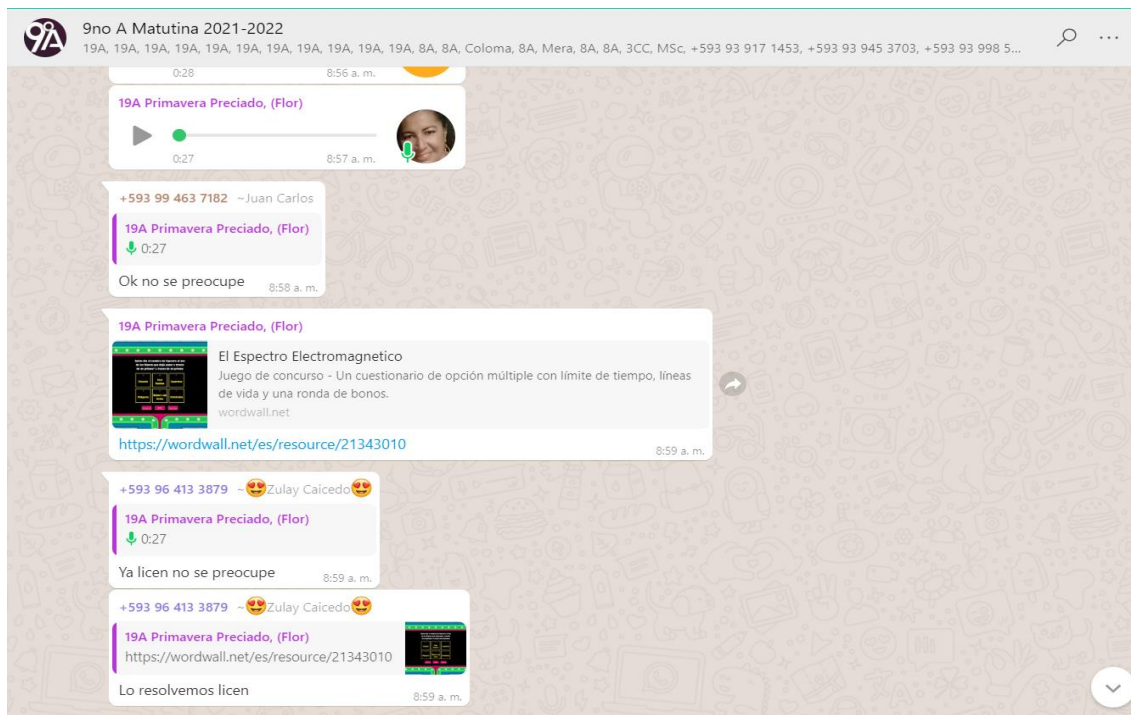 9A
9no A Matutina 2021-2022
19A, 19A, 19A, 19A, 19A, 19A, 19A, 19A, 19A, 19A, 19A, 8A, 8A, Coloma, 8A, Mera, 8A, 8A, 3CC, MSc, +593 93 917 1453, +593 93 945 3703, +593 93 998 5...
0:28 8:56 a. m.
19A Primavera Preciado, (Flor)
0:27 8:57 a. m.
+593 99 463 7182 ~Juan Carlos
19A Primavera Preciado, (Flor)
0:27
Ok no se preocupe 8:58 a. m.
19A Primavera Preciado, (Flor)
El Espectro Electromagnetico
Juego de concurso - Un cuestionario de opción múltiple con límite de tiempo, líneas
de vida y una ronda de bonos.
wordwall.net
https://wordwall.net/es/resource/21343010 8:59 a. m.
+593 96 413 3879 ~😍Zulay Caicedo😍
19A Primavera Preciado, (Flor)
0:27
Ya licen no se preocupe 8:59 a. m.
+593 96 413 3879 ~😍Zulay Caicedo😍
19A Primavera Preciado, (Flor)
https://wordwall.net/es/resource/21343010
Lo resolvemos licen 8:59 a. m.